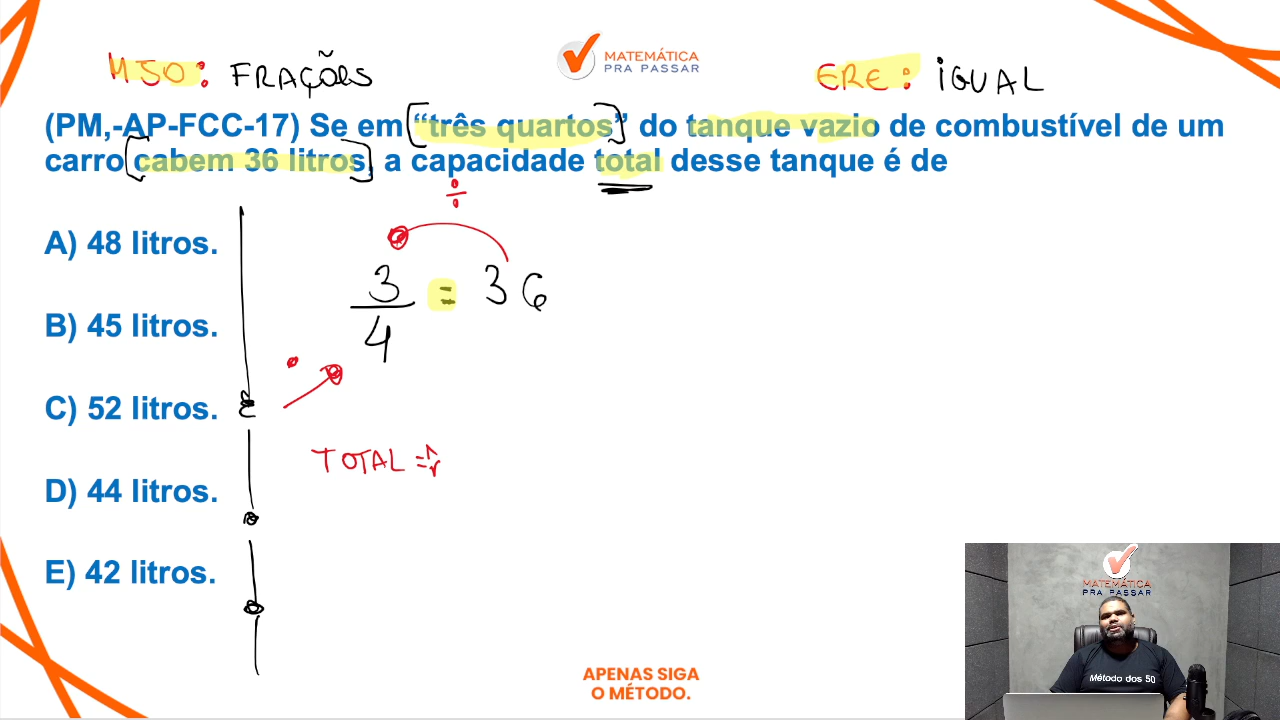 MSO: FRAÇÕES
MATEMÁTICA
PRA PASSAR
ERE: IGUAL
(PM,-AP-FCC-17) Se em “três quartos” do tanque vazio de combustível de um
carro cabem 36 litros, a capacidade total desse tanque é de
÷
A) 48 litros.
3/4 = 36
B) 45 litros.
C) 52 litros.
TOTAL =
D) 44 litros.
E) 42 litros.
MATEMÁTICA
PRA PASSAR
Método dos 50
APENAS SIGA
O MÉTODO.